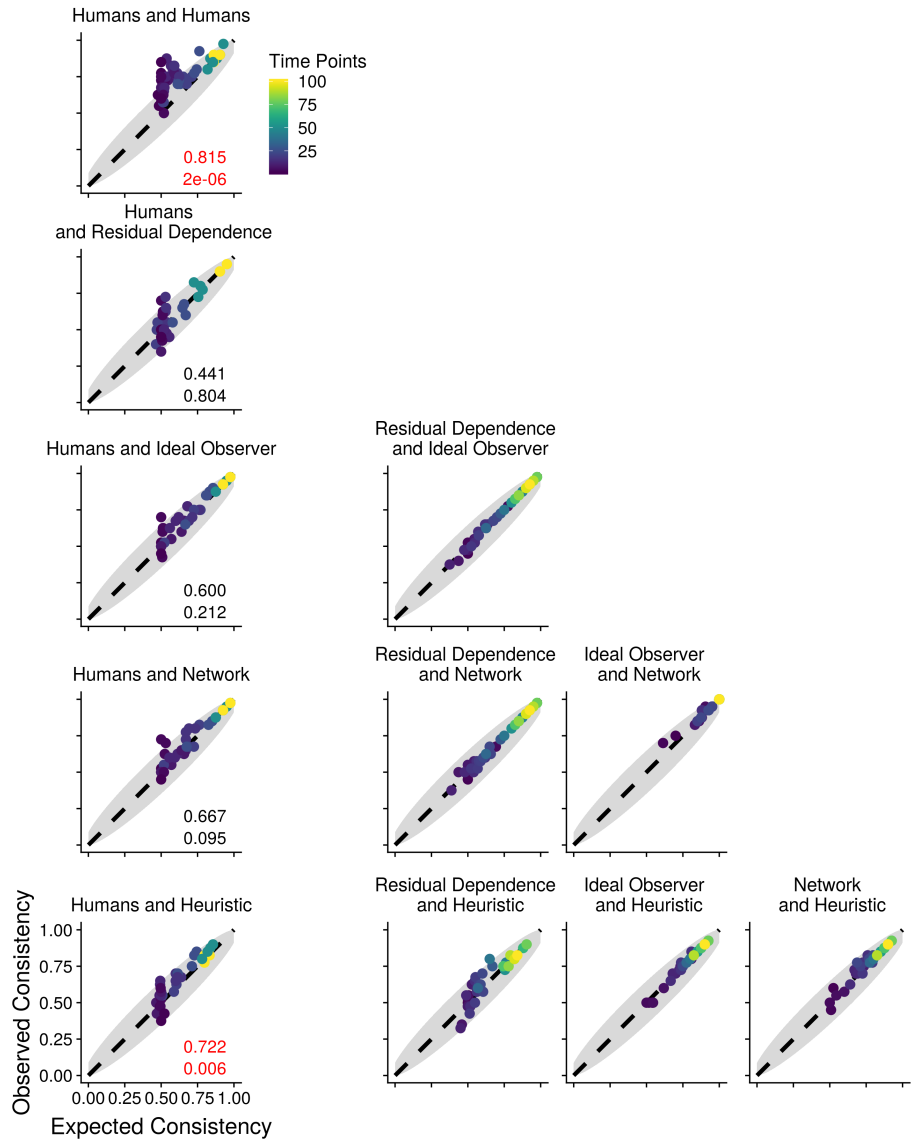 Humans and Humans
Time Points
100
75
50
25
0.815
2e-06
Humans
and Residual Dependence
0.441
0.804
Humans and Ideal Observer
0.600
0.212
Residual Dependence
and Ideal Observer
Humans and Network
0.667
0.095
Residual Dependence
and Network
Ideal Observer
and Network
Humans and Heuristic
0.722
0.006
Residual Dependence
and Heuristic
Ideal Observer
and Heuristic
Network
and Heuristic
Observed Consistency
1.00
0.75
0.50
0.25
0.00
0.00 0.25 0.50 0.75 1.00
Expected Consistency